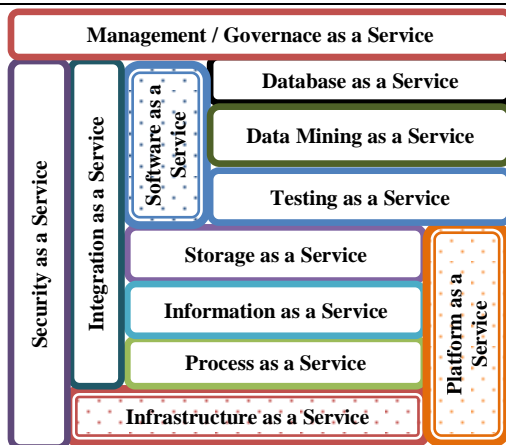 Management / Governace as a Service
Security as a Service
Integration as a Service
Software as a
Service
Database as a Service
Data Mining as a Service
Testing as a Service
Storage as a Service
Information as a Service
Process as a Service
Platform as a
Service
Infrastructure as a Service